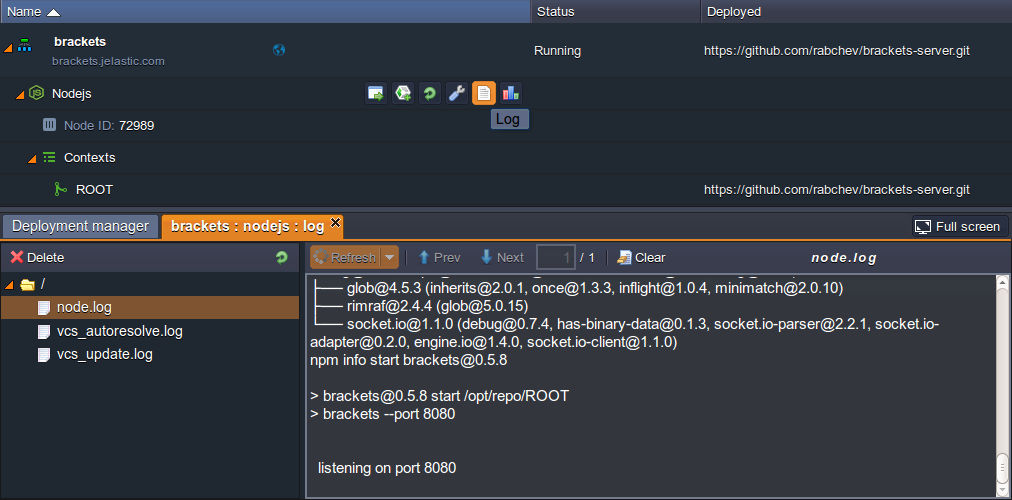 Name Status Deployed
brackets
brackets.jelastic.com
Running https://github.com/rabchev/brackets-server.git
Nodejs
Log
Node ID: 72989
Contexts
ROOT https://github.com/rabchev/brackets-server.git
Deployment manager brackets : nodejs : log Full screen
Delete
/
node.log
vcs_autoresolve.log
vcs_update.log
Refresh Prev Next 1 / 1 Clear node.log
├── glob@4.5.3 (inherits@2.0.1, once@1.3.3, inflight@1.0.4, minimatch@2.0.10)
├── rimraf@2.4.4 (glob@5.0.15)
└── socket.io@1.1.0 (debug@0.7.4, has-binary-data@0.1.3, socket.io-parser@2.2.1, socket.io-
adapter@0.2.0, engine.io@1.4.0, socket.io-client@1.1.0)
npm info start brackets@0.5.8
> brackets@0.5.8 start /opt/repo/ROOT
> brackets --port 8080
listening on port 8080